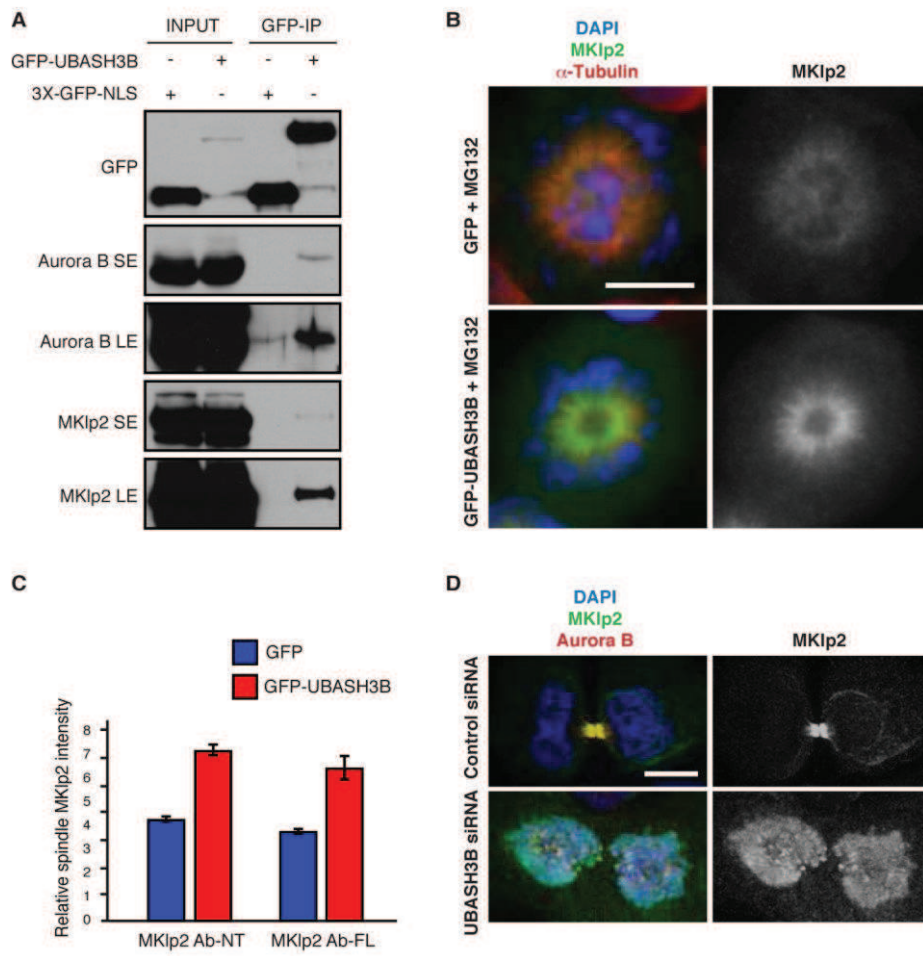 A
INPUT GFP-IP
GFP-UBASH3B - + - +
3X-GFP-NLS + - + -
GFP
Aurora B SE
Aurora B LE
MKlp2 SE
MKlp2 LE
B
DAPI
MKlp2
α-Tubulin
MKlp2
GFP + MG132
GFP-UBASH3B + MG132
C
GFP
GFP-UBASH3B
Relative spindle MKlp2 intensity
8
7
6
5
4
3
2
1
0
MKlp2 Ab-NT MKlp2 Ab-FL
D
DAPI
MKlp2
Aurora B
MKlp2
Control siRNA
UBASH3B siRNA